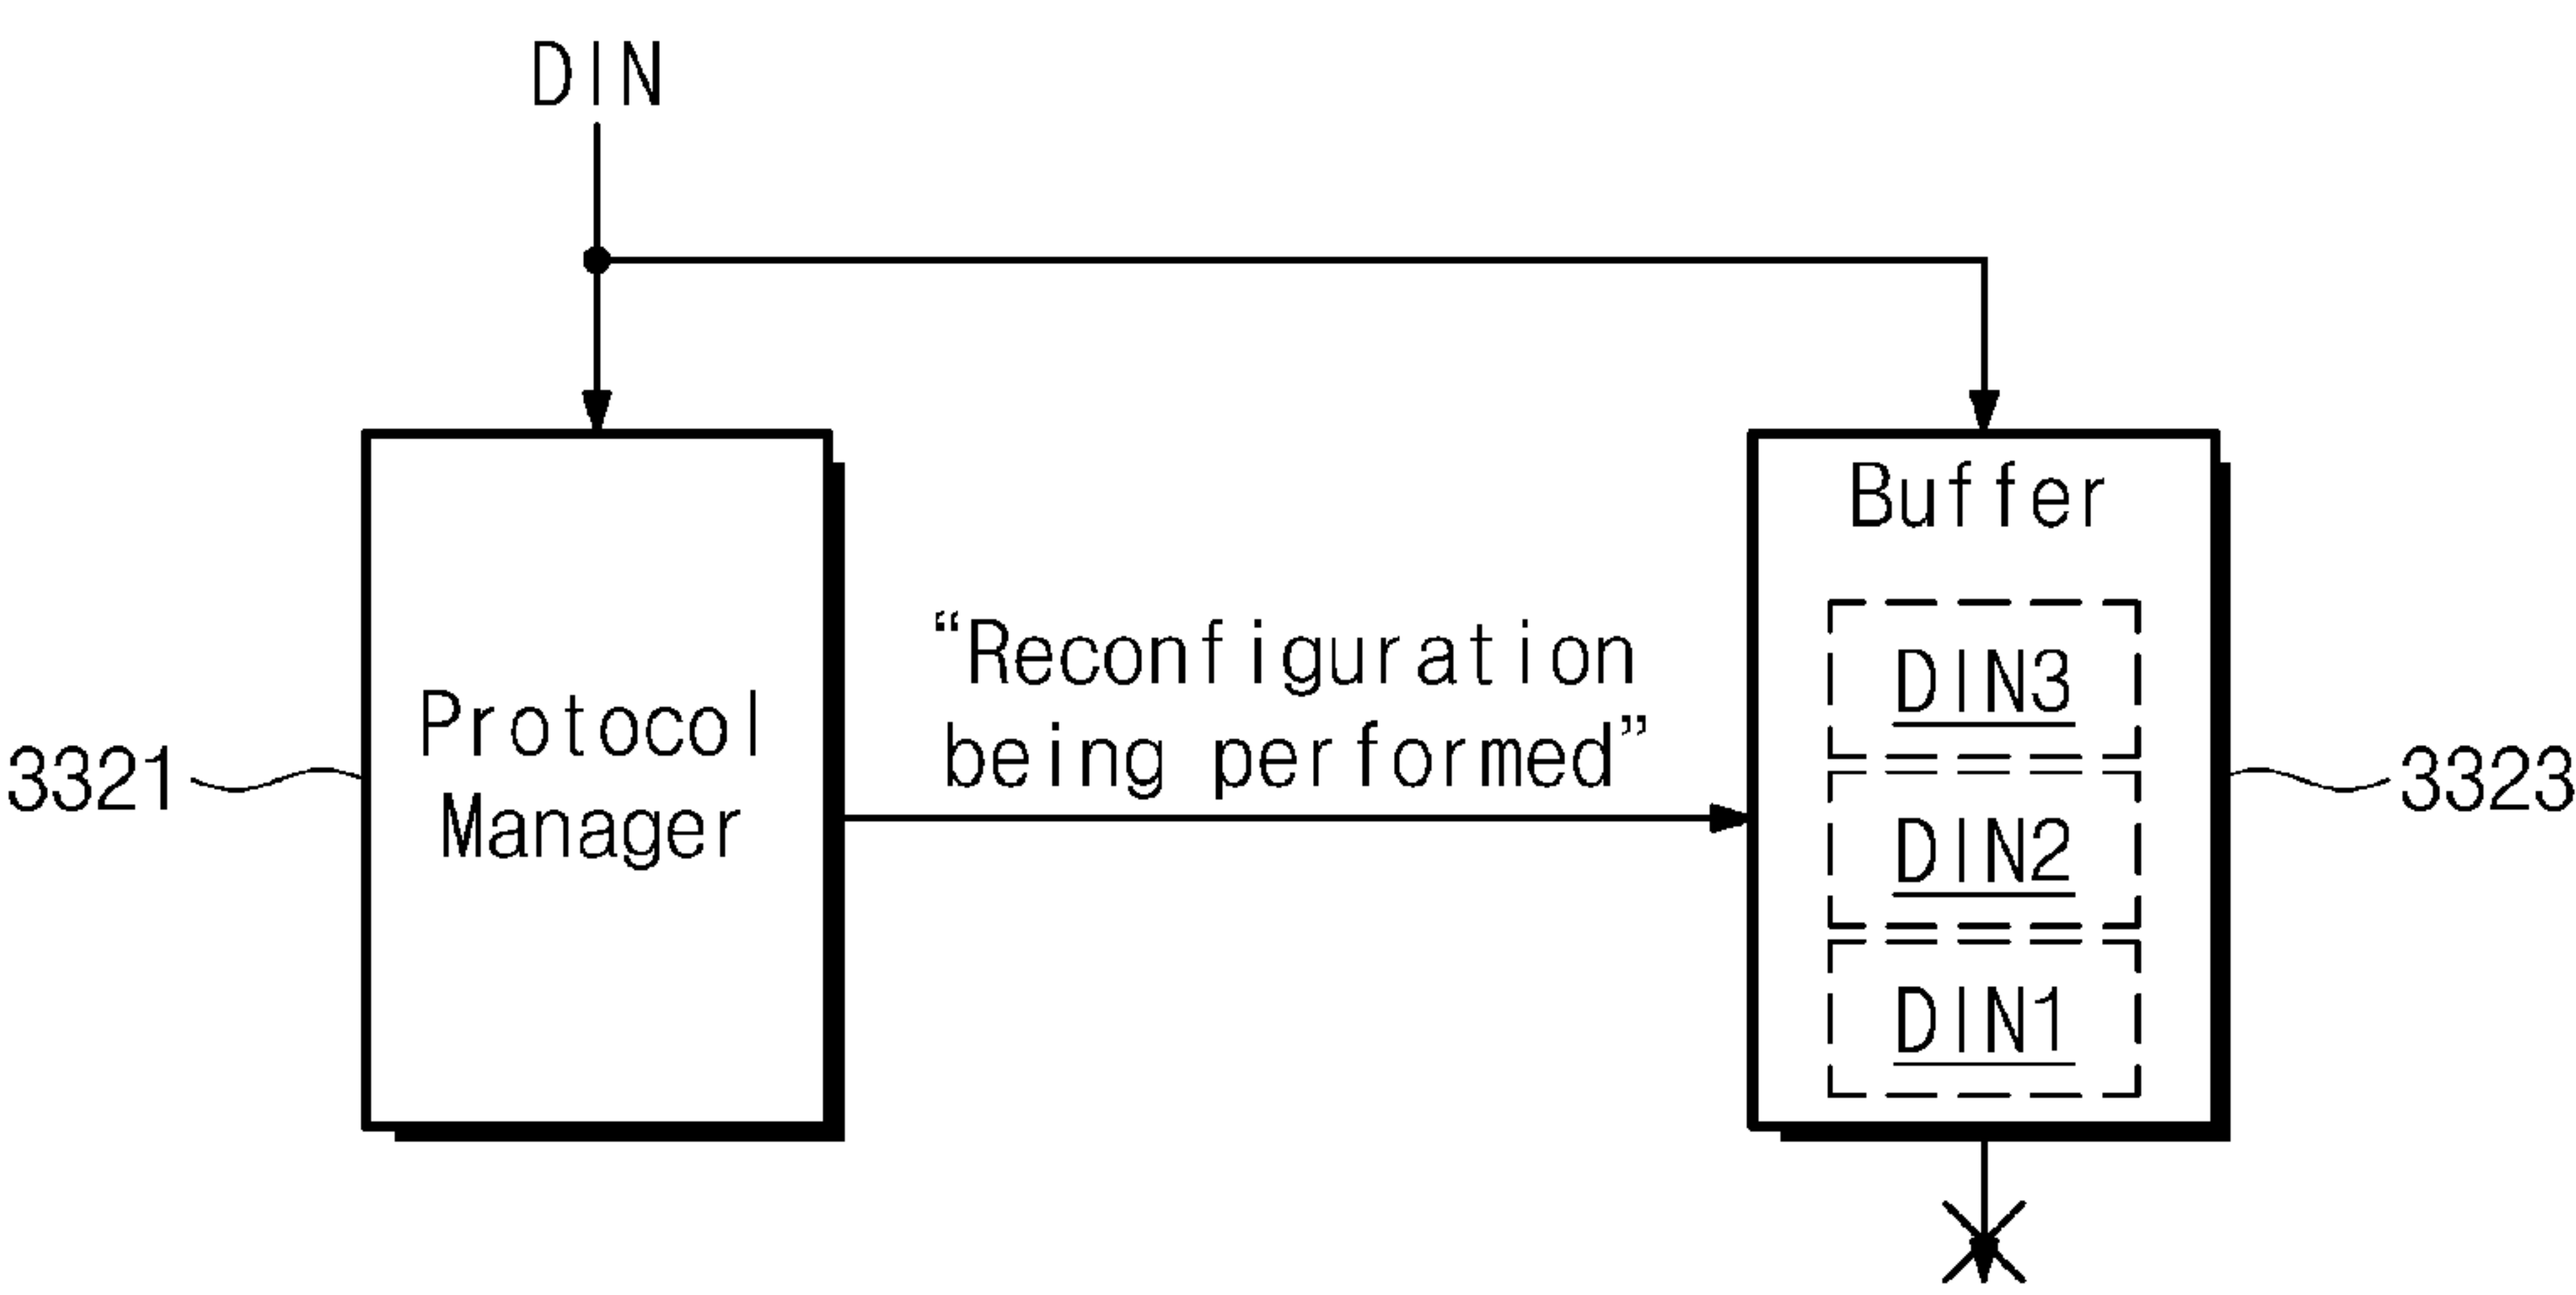 DIN
Buffer
“Reconfiguration
being performed”
DIN3
Protocol
Manager
3321
DIN2
3323
DIN1